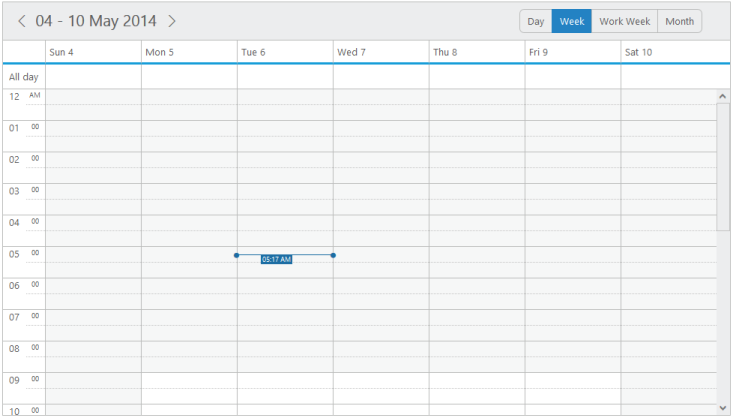 04 - 10 May 2014
Day Week Work Week Month
Sun 4 Mon 5 Tue 6 Wed 7 Thu 8 Fri 9 Sat 10
All day
12 AM
01 00
02 00
03 00
04 00
05 00
05:17 AM
06 00
07 00
08 00
09 00
10 00